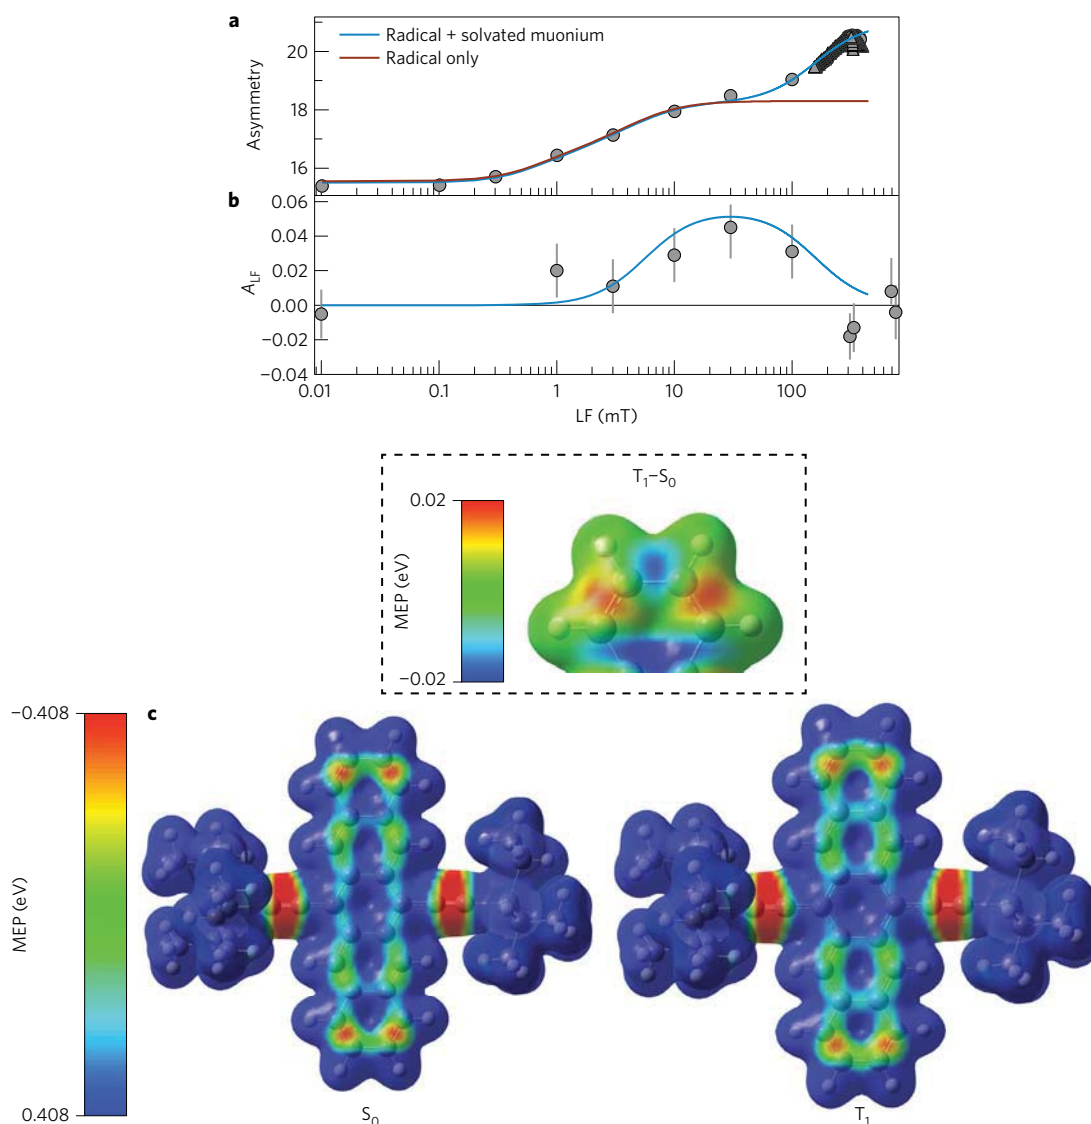 a
Radical + solvated muonium
Radical only
20
18
16
Asymmetry
b
0.06
0.04
0.02
0.00
−0.02
−0.04
A_LF
0.01 0.1 1 10 100
LF (mT)
T₁−S₀
0.02
MEP (eV)
−0.02
−0.408
c
MEP (eV)
0.408
S₀
T₁